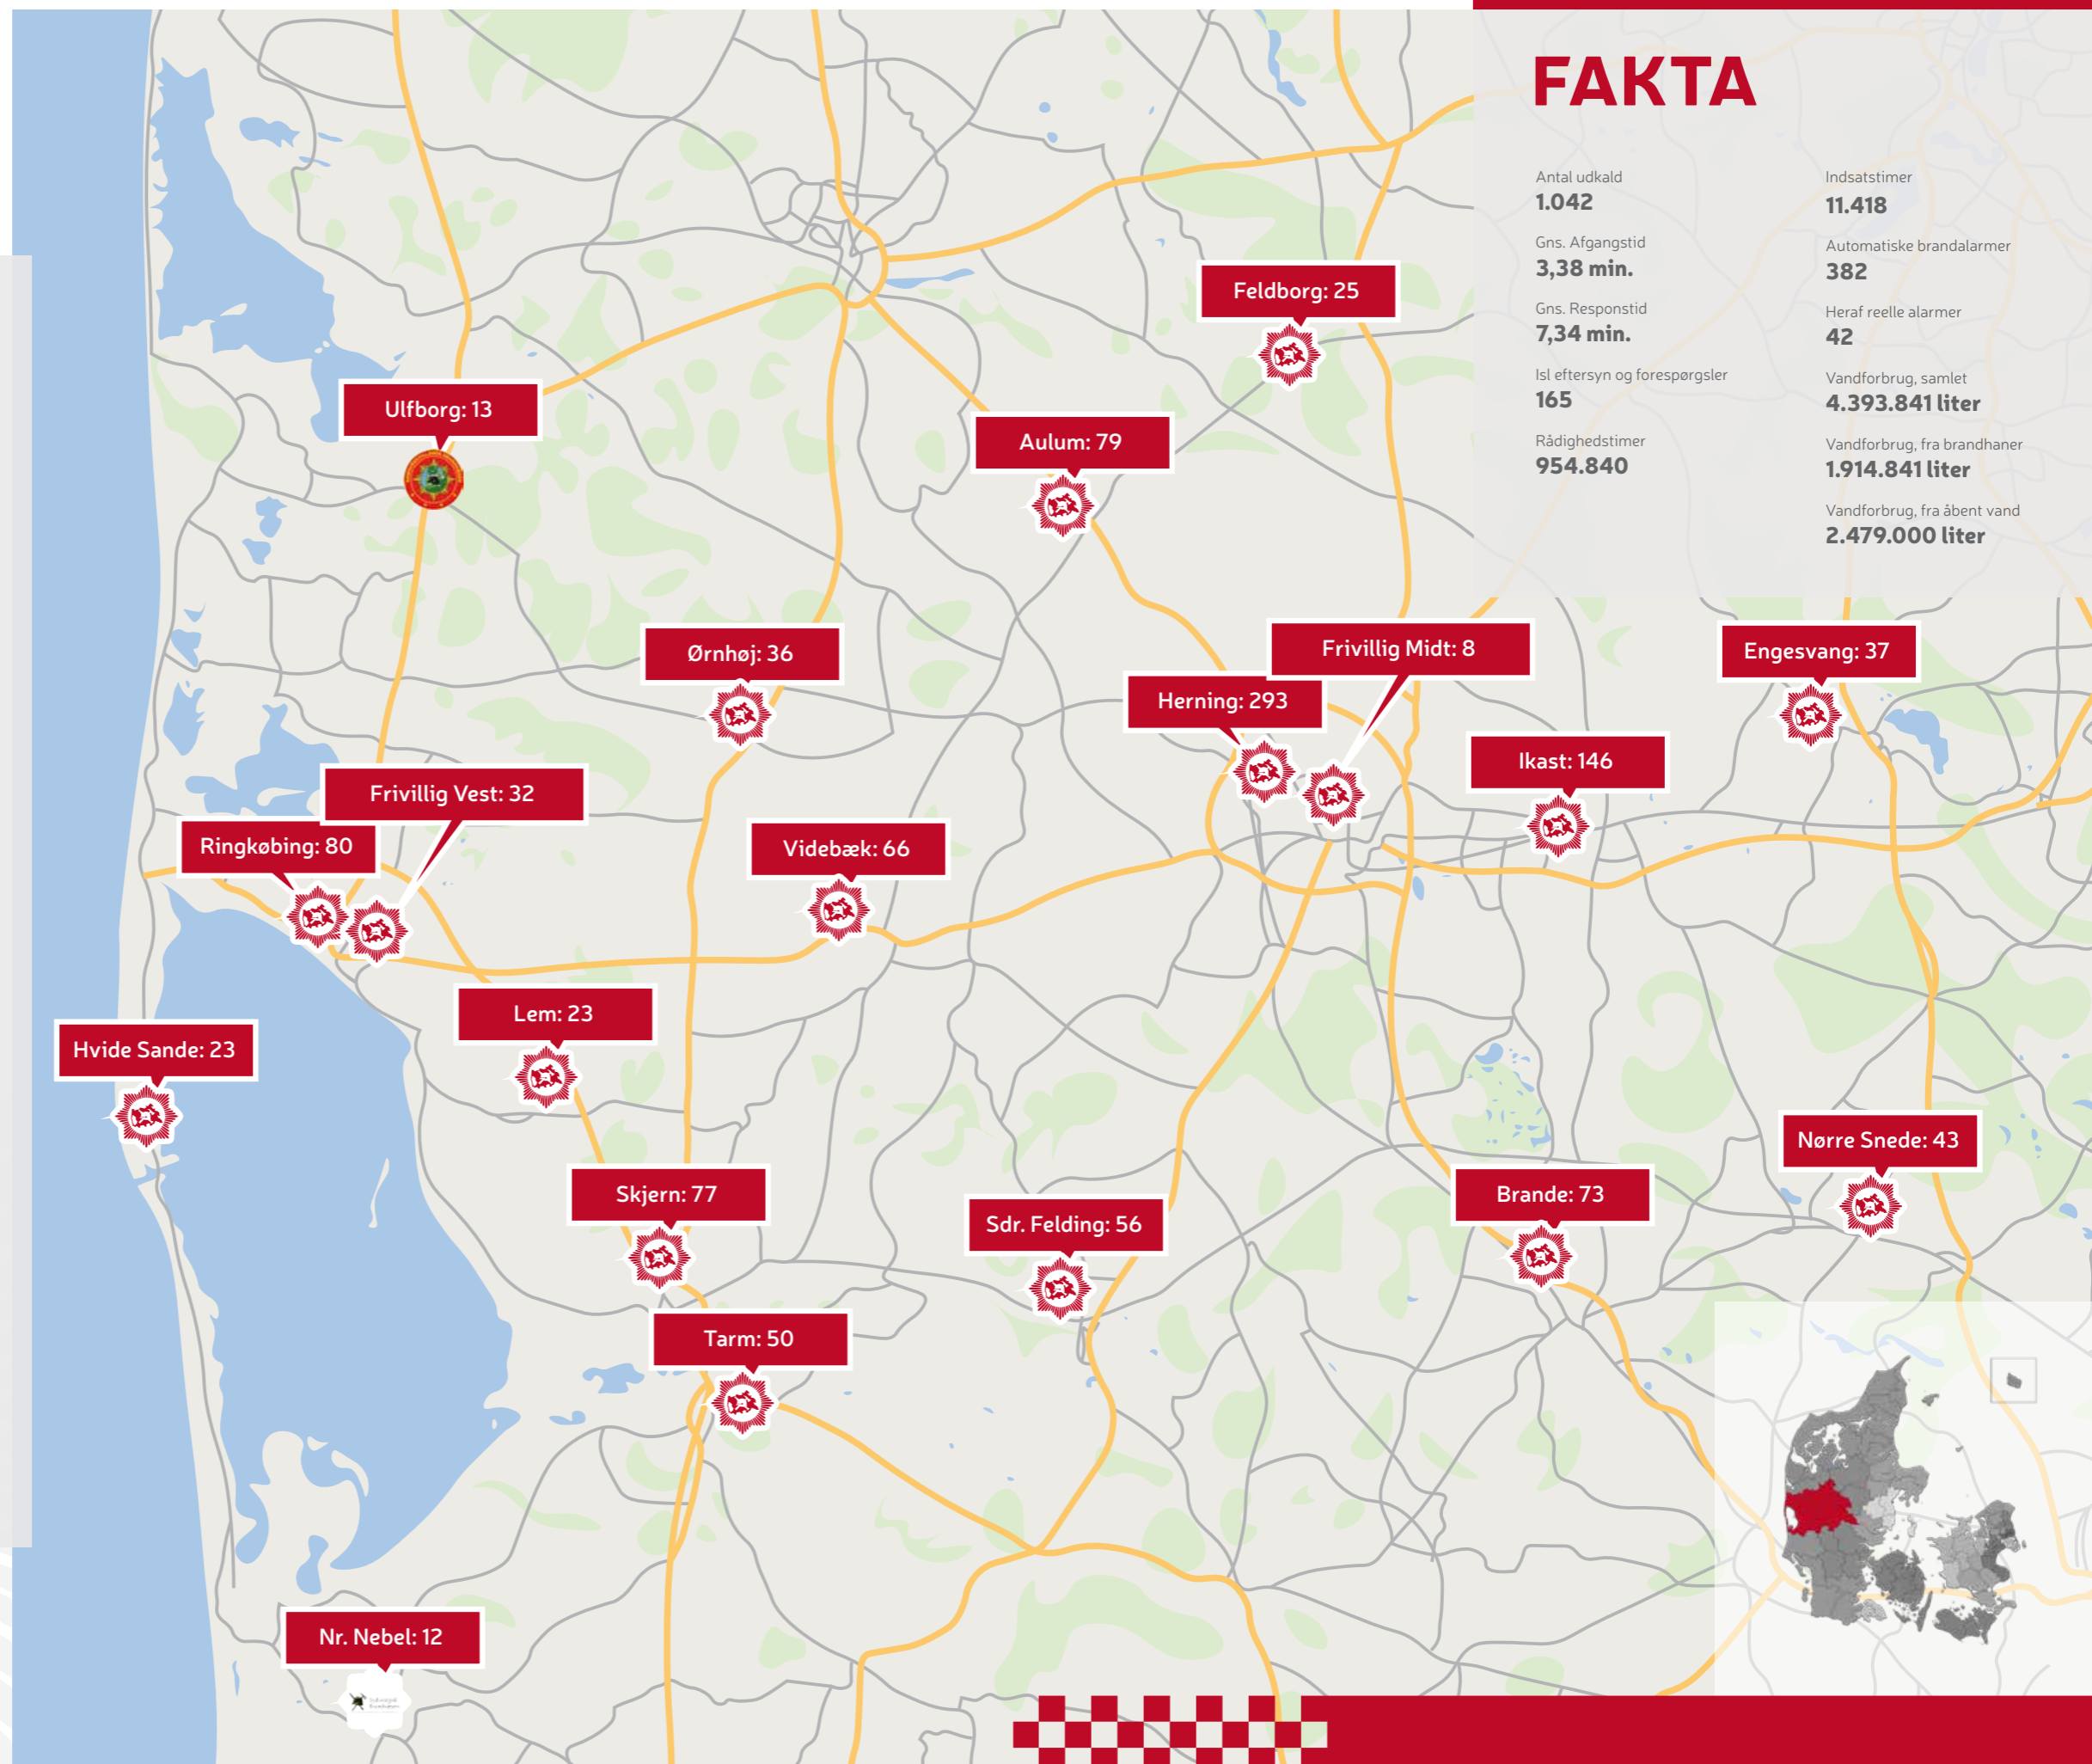 FAKTA
Antal udkald
1.042
Gns. Afgangstid
3,38 min.
Gns. Responstid
7,34 min.
Isl eftersyn og forespørgsler
165
Rådighedstimer
954.840
Indsatstimer
11.418
Automatiske brandalarmer
382
Heraf reelle alarmer
42
Vandforbrug, samlet
4.393.841 liter
Vandforbrug, fra brandhaner
1.914.841 liter
Vandforbrug, fra åbent vand
2.479.000 liter
Feldborg: 25
Ulfborg: 13
Aulum: 79
Ørnhøj: 36
Frivillig Midt: 8
Engesvang: 37
Herning: 293
Ikast: 146
Frivillig Vest: 32
Ringkøbing: 80
Videbæk: 66
Lem: 23
Hvide Sande: 23
Nørre Snede: 43
Skjern: 77
Brande: 73
Sdr. Felding: 56
Tarm: 50
Nr. Nebel: 12